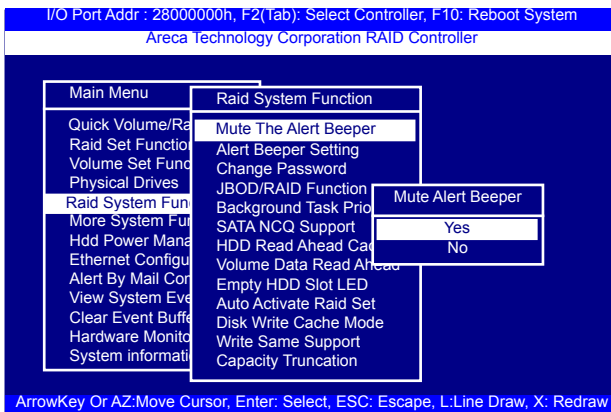 I/O Port Addr : 28000000h, F2(Tab): Select Controller, F10: Reboot System
Areca Technology Corporation RAID Controller
Main Menu
Quick Volume/Ra
Raid Set Function
Volume Set Func
Physical Drives
Raid System Fun
More System Fun
Hdd Power Mana
Ethernet Configu
Alert By Mail Con
View System Eve
Clear Event Buffe
Hardware Monito
System informati
Raid System Function
Mute The Alert Beeper
Alert Beeper Setting
Change Password
JBOD/RAID Function
Background Task Prio
SATA NCQ Support
HDD Read Ahead Cac
Volume Data Read Ahead
Empty HDD Slot LED
Auto Activate Raid Set
Disk Write Cache Mode
Write Same Support
Capacity Truncation
Mute Alert Beeper
Yes
No
ArrowKey Or AZ:Move Cursor, Enter: Select, ESC: Escape, L:Line Draw, X: Redraw